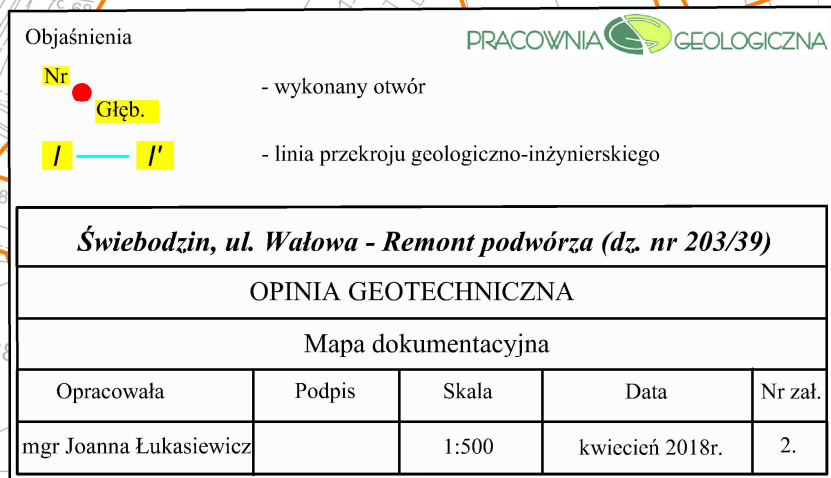 Objaśnienia
PRACOWNIA GEOLOGICZNA
Nr
Głęb.
- wykonany otwór
I I' - linia przekroju geologiczno-inżynierskiego
Świebodzin, ul. Wałowa - Remont podwórza (dz. nr 203/39)
OPINIA GEOTECHNICZNA
Mapa dokumentacyjna
Opracowała Podpis Skala Data Nr zał.
mgr Joanna Łukasiewicz 1:500 kwiecień 2018r. 2.